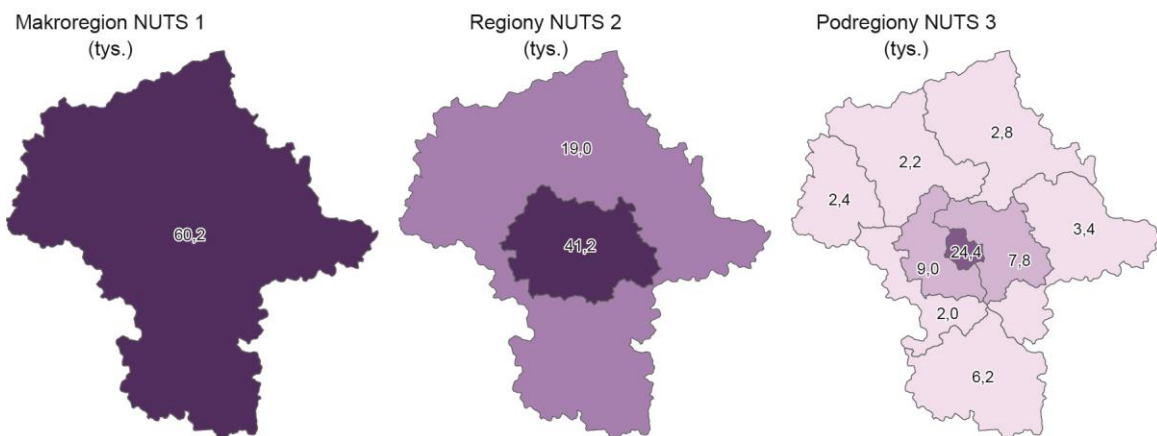 Makroregion NUTS 1
(tys.)
60,2
Regiony NUTS 2
(tys.)
19,0
41,2
Podregiony NUTS 3
(tys.)
2,8
2,2
2,4
3,4
24,4
9,0
7,8
2,0
6,2